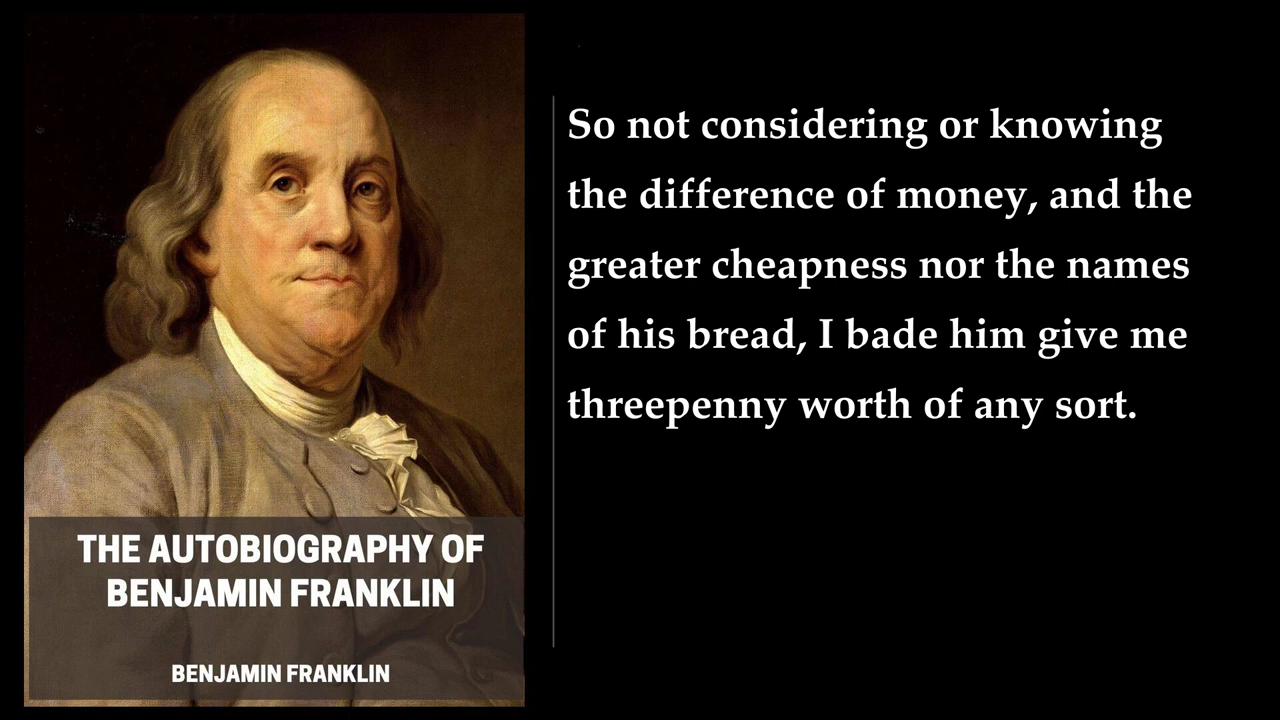 THE AUTOBIOGRAPHY OF
BENJAMIN FRANKLIN
BENJAMIN FRANKLIN
So not considering or knowing
the difference of money, and the
greater cheapness nor the names
of his bread, I bade him give me
threepenny worth of any sort.